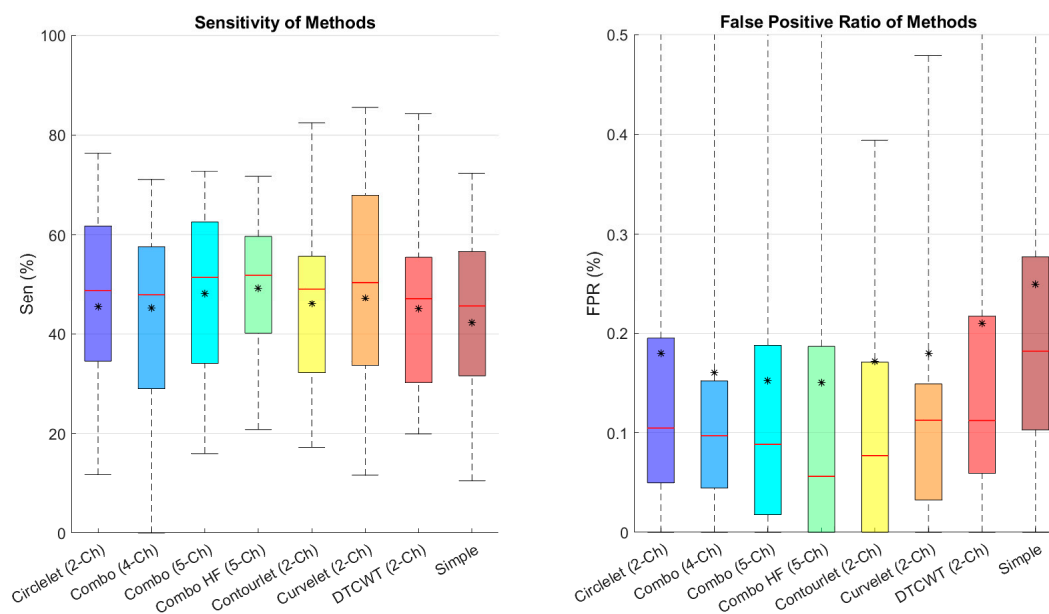 Sensitivity of Methods
100
80
60
40
20
0
Sen (%)
Circlelet (2-Ch)
Combo (4-Ch)
Combo (5-Ch)
Combo HF (5-Ch)
Contourlet (2-Ch)
Curvelet (2-Ch)
DTCWT (2-Ch)
Simple
False Positive Ratio of Methods
0.5
0.4
0.3
0.2
0.1
0
FPR (%)
Circlelet (2-Ch)
Combo (4-Ch)
Combo (5-Ch)
Combo HF (5-Ch)
Contourlet (2-Ch)
Curvelet (2-Ch)
DTCWT (2-Ch)
Simple